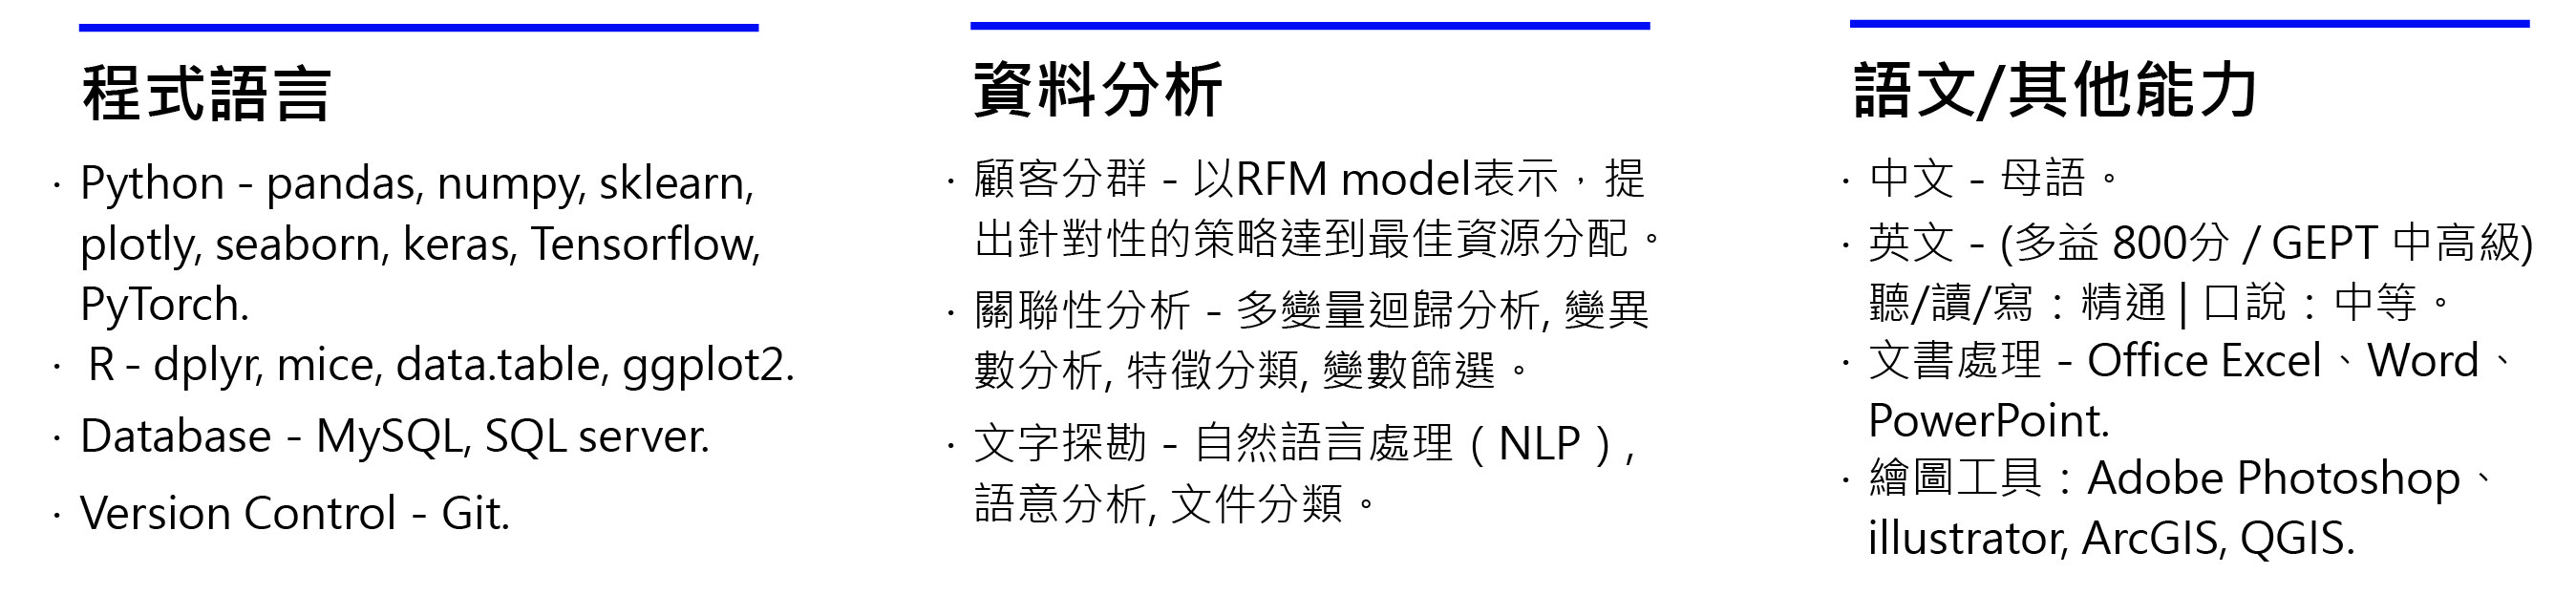 程式語言
· Python - pandas, numpy, sklearn,
plotly, seaborn, keras, Tensorflow,
PyTorch.
· R - dplyr, mice, data.table, ggplot2.
· Database - MySQL, SQL server.
· Version Control - Git.
資料分析
· 顧客分群 - 以RFM model表示，提
出針對性的策略達到最佳資源分配。
· 關聯性分析 - 多變量迴歸分析, 變異
數分析, 特徵分類, 變數篩選。
· 文字探勘 - 自然語言處理（NLP）,
語意分析, 文件分類。
語文/其他能力
· 中文 - 母語。
· 英文 - (多益 800分 / GEPT 中高級)
聽/讀/寫：精通 | 口說：中等。
· 文書處理 - Office Excel、Word、
PowerPoint.
· 繪圖工具：Adobe Photoshop、
illustrator, ArcGIS, QGIS.